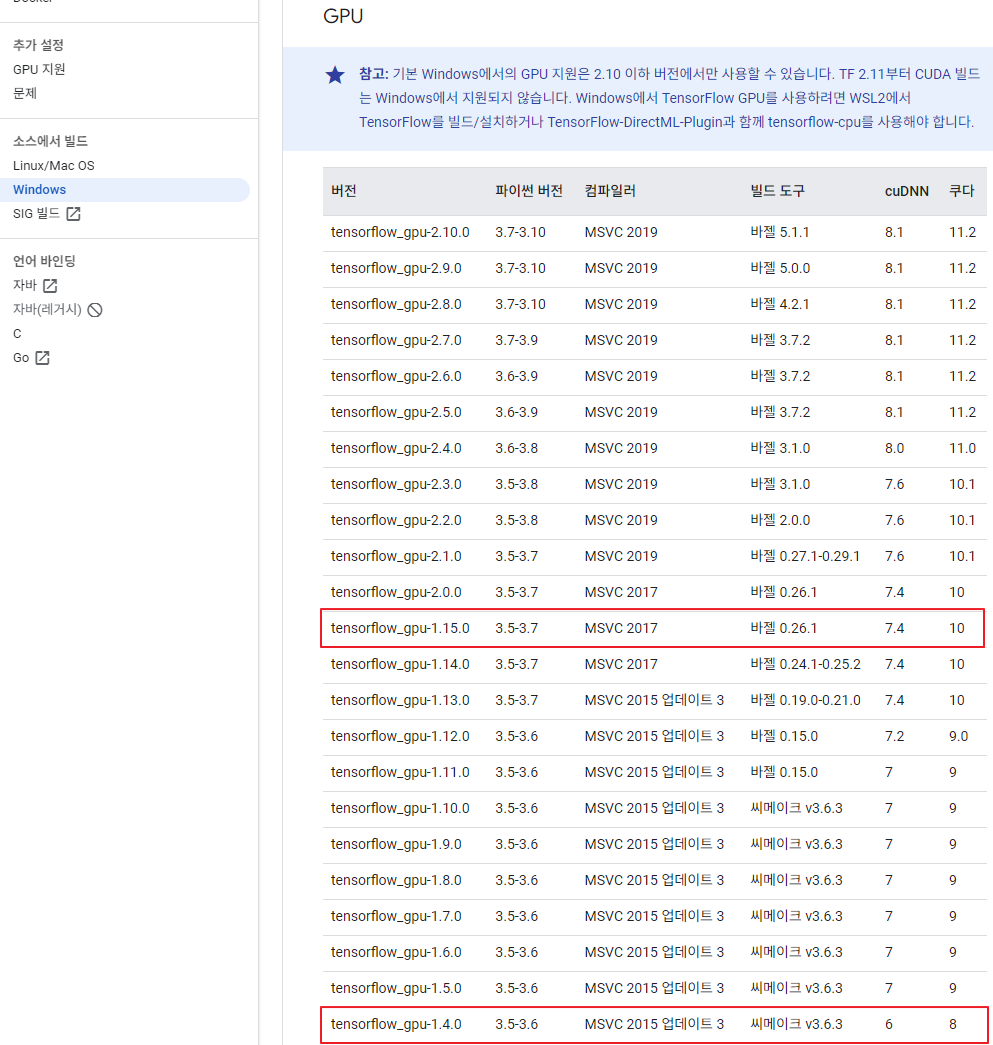 추가 설정
GPU 지원
문제
소스에서 빌드
Linux/Mac OS
Windows
SIG 빌드
언어 바인딩
자바
자바(레거시)
C
Go
GPU
참고: 기본 Windows에서의 GPU 지원은 2.10 이하 버전에서만 사용할 수 있습니다. TF 2.11부터 CUDA 빌드
는 Windows에서 지원되지 않습니다. Windows에서 TensorFlow GPU를 사용하려면 WSL2에서
TensorFlow를 빌드/설치하거나 TensorFlow-DirectML-Plugin과 함께 tensorflow-cpu를 사용해야 합니다.
버전 파이썬 버전 컴파일러 빌드 도구 cuDNN 쿠다
tensorflow_gpu-2.10.0 3.7-3.10 MSVC 2019 바젤 5.1.1 8.1 11.2
tensorflow_gpu-2.9.0 3.7-3.10 MSVC 2019 바젤 5.0.0 8.1 11.2
tensorflow_gpu-2.8.0 3.7-3.10 MSVC 2019 바젤 4.2.1 8.1 11.2
tensorflow_gpu-2.7.0 3.7-3.9 MSVC 2019 바젤 3.7.2 8.1 11.2
tensorflow_gpu-2.6.0 3.6-3.9 MSVC 2019 바젤 3.7.2 8.1 11.2
tensorflow_gpu-2.5.0 3.6-3.9 MSVC 2019 바젤 3.7.2 8.1 11.2
tensorflow_gpu-2.4.0 3.6-3.8 MSVC 2019 바젤 3.1.0 8.0 11.0
tensorflow_gpu-2.3.0 3.5-3.8 MSVC 2019 바젤 3.1.0 7.6 10.1
tensorflow_gpu-2.2.0 3.5-3.8 MSVC 2019 바젤 2.0.0 7.6 10.1
tensorflow_gpu-2.1.0 3.5-3.7 MSVC 2019 바젤 0.27.1-0.29.1 7.6 10.1
tensorflow_gpu-2.0.0 3.5-3.7 MSVC 2017 바젤 0.26.1 7.4 10
tensorflow_gpu-1.15.0 3.5-3.7 MSVC 2017 바젤 0.26.1 7.4 10
tensorflow_gpu-1.14.0 3.5-3.7 MSVC 2017 바젤 0.24.1-0.25.2 7.4 10
tensorflow_gpu-1.13.0 3.5-3.7 MSVC 2015 업데이트 3 바젤 0.19.0-0.21.0 7.4 10
tensorflow_gpu-1.12.0 3.5-3.6 MSVC 2015 업데이트 3 바젤 0.15.0 7.2 9.0
tensorflow_gpu-1.11.0 3.5-3.6 MSVC 2015 업데이트 3 바젤 0.15.0 7 9
tensorflow_gpu-1.10.0 3.5-3.6 MSVC 2015 업데이트 3 씨메이크 v3.6.3 7 9
tensorflow_gpu-1.9.0 3.5-3.6 MSVC 2015 업데이트 3 씨메이크 v3.6.3 7 9
tensorflow_gpu-1.8.0 3.5-3.6 MSVC 2015 업데이트 3 씨메이크 v3.6.3 7 9
tensorflow_gpu-1.7.0 3.5-3.6 MSVC 2015 업데이트 3 씨메이크 v3.6.3 7 9
tensorflow_gpu-1.6.0 3.5-3.6 MSVC 2015 업데이트 3 씨메이크 v3.6.3 7 9
tensorflow_gpu-1.5.0 3.5-3.6 MSVC 2015 업데이트 3 씨메이크 v3.6.3 7 9
tensorflow_gpu-1.4.0 3.5-3.6 MSVC 2015 업데이트 3 씨메이크 v3.6.3 6 8